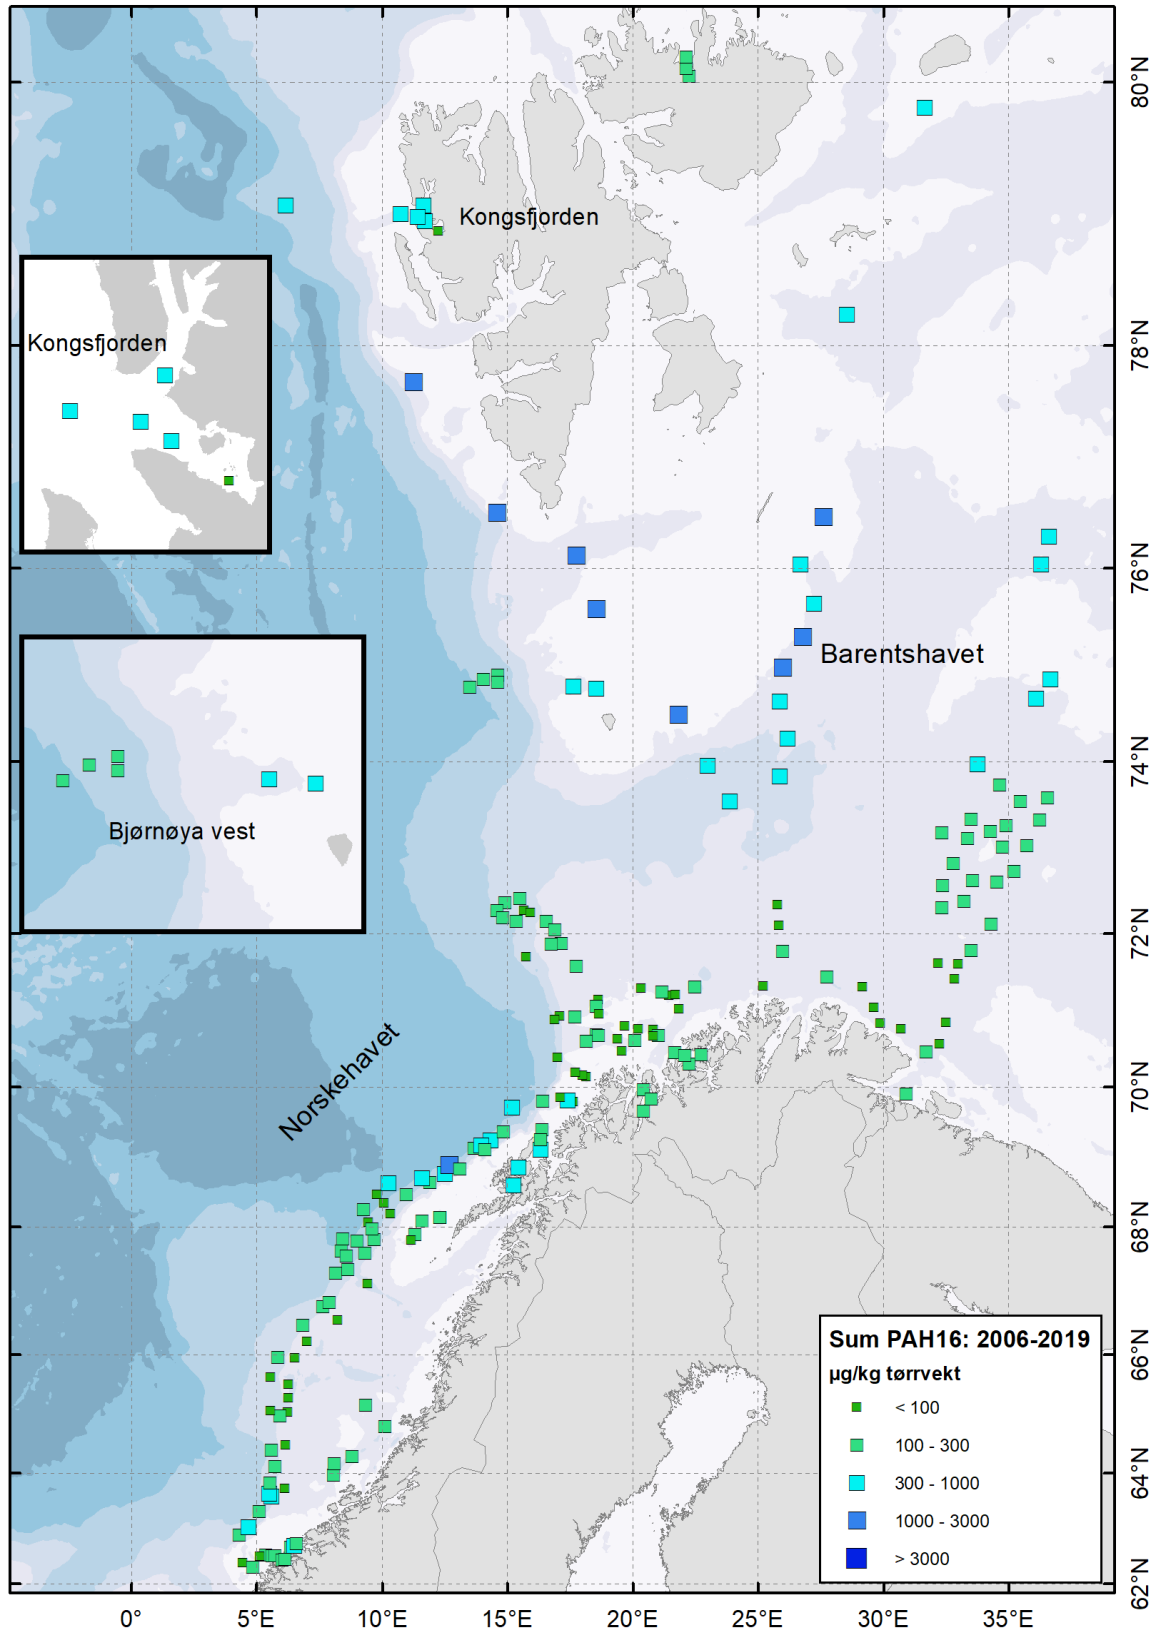 80°N
Kongsfjorden
Kongsfjorden
78°N
76°N
Barentshavet
74°N
Bjørnøya vest
72°N
Norskehavet
70°N
68°N
Sum PAH16: 2006-2019
66°N
µg/kg tørrvekt
< 100
100 - 300
64°N
300 - 1000
1000 - 3000
> 3000
62°N
0°
5°E
10°E
15°E
20°E
25°E
30°E
35°E